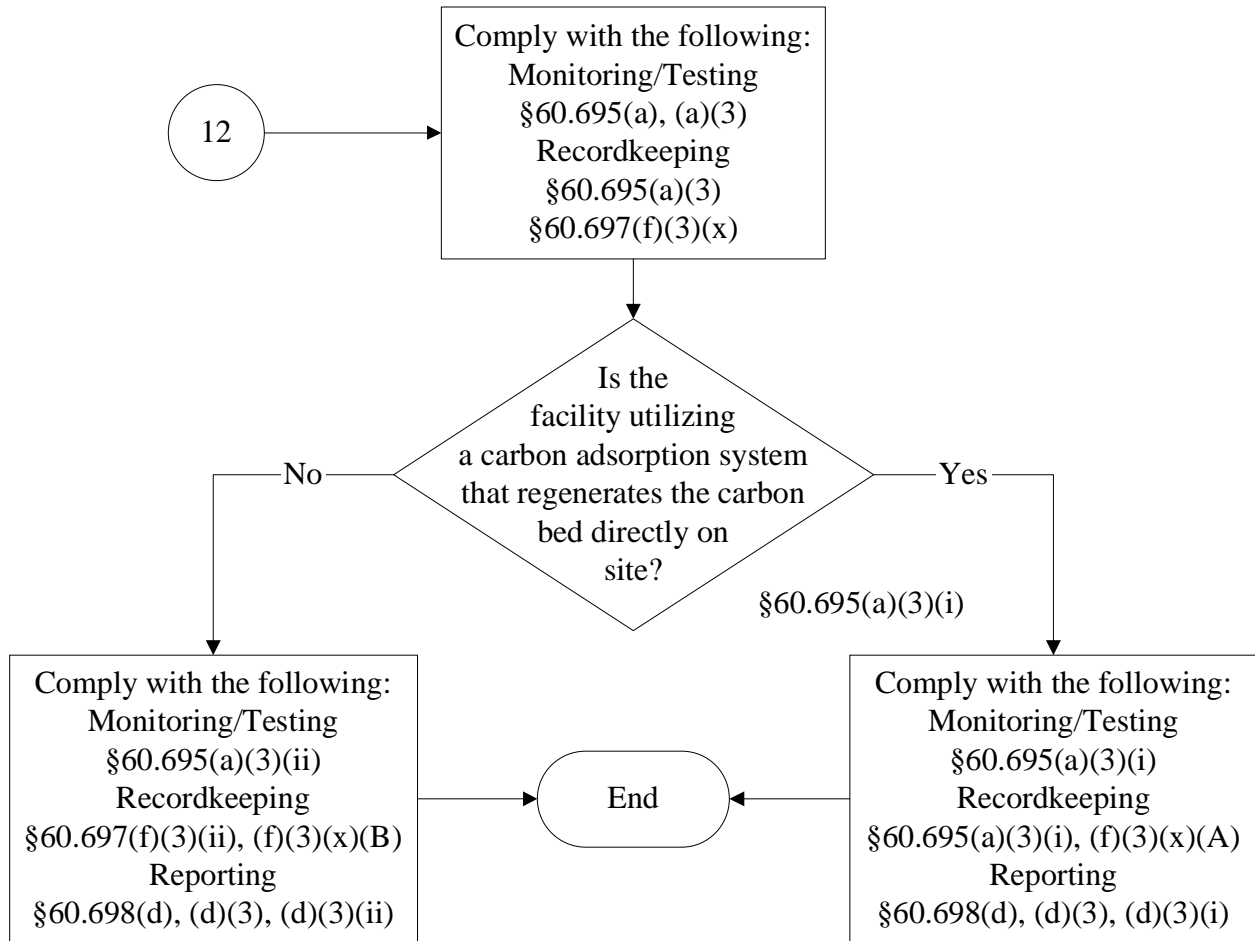 Comply with the following:
Monitoring/Testing
§60.695(a), (a)(3)
Recordkeeping
§60.695(a)(3)
§60.697(f)(3)(x)
12
Is the
facility utilizing
a carbon adsorption system
that regenerates the carbon
bed directly on
site?
No
Yes
§60.695(a)(3)(i)
Comply with the following:
Monitoring/Testing
§60.695(a)(3)(ii)
Recordkeeping
§60.697(f)(3)(ii), (f)(3)(x)(B)
Reporting
§60.698(d), (d)(3), (d)(3)(ii)
End
Comply with the following:
Monitoring/Testing
§60.695(a)(3)(i)
Recordkeeping
§60.695(a)(3)(i), (f)(3)(x)(A)
Reporting
§60.698(d), (d)(3), (d)(3)(i)